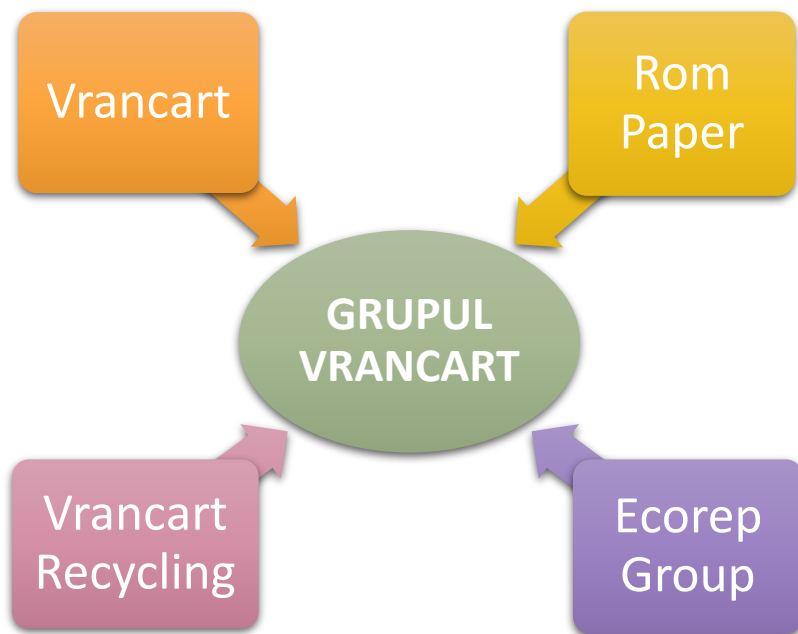 Vrancart
Rom
Paper
GRUPUL
VRANCART
Vrancart
Recycling
Ecorep
Group